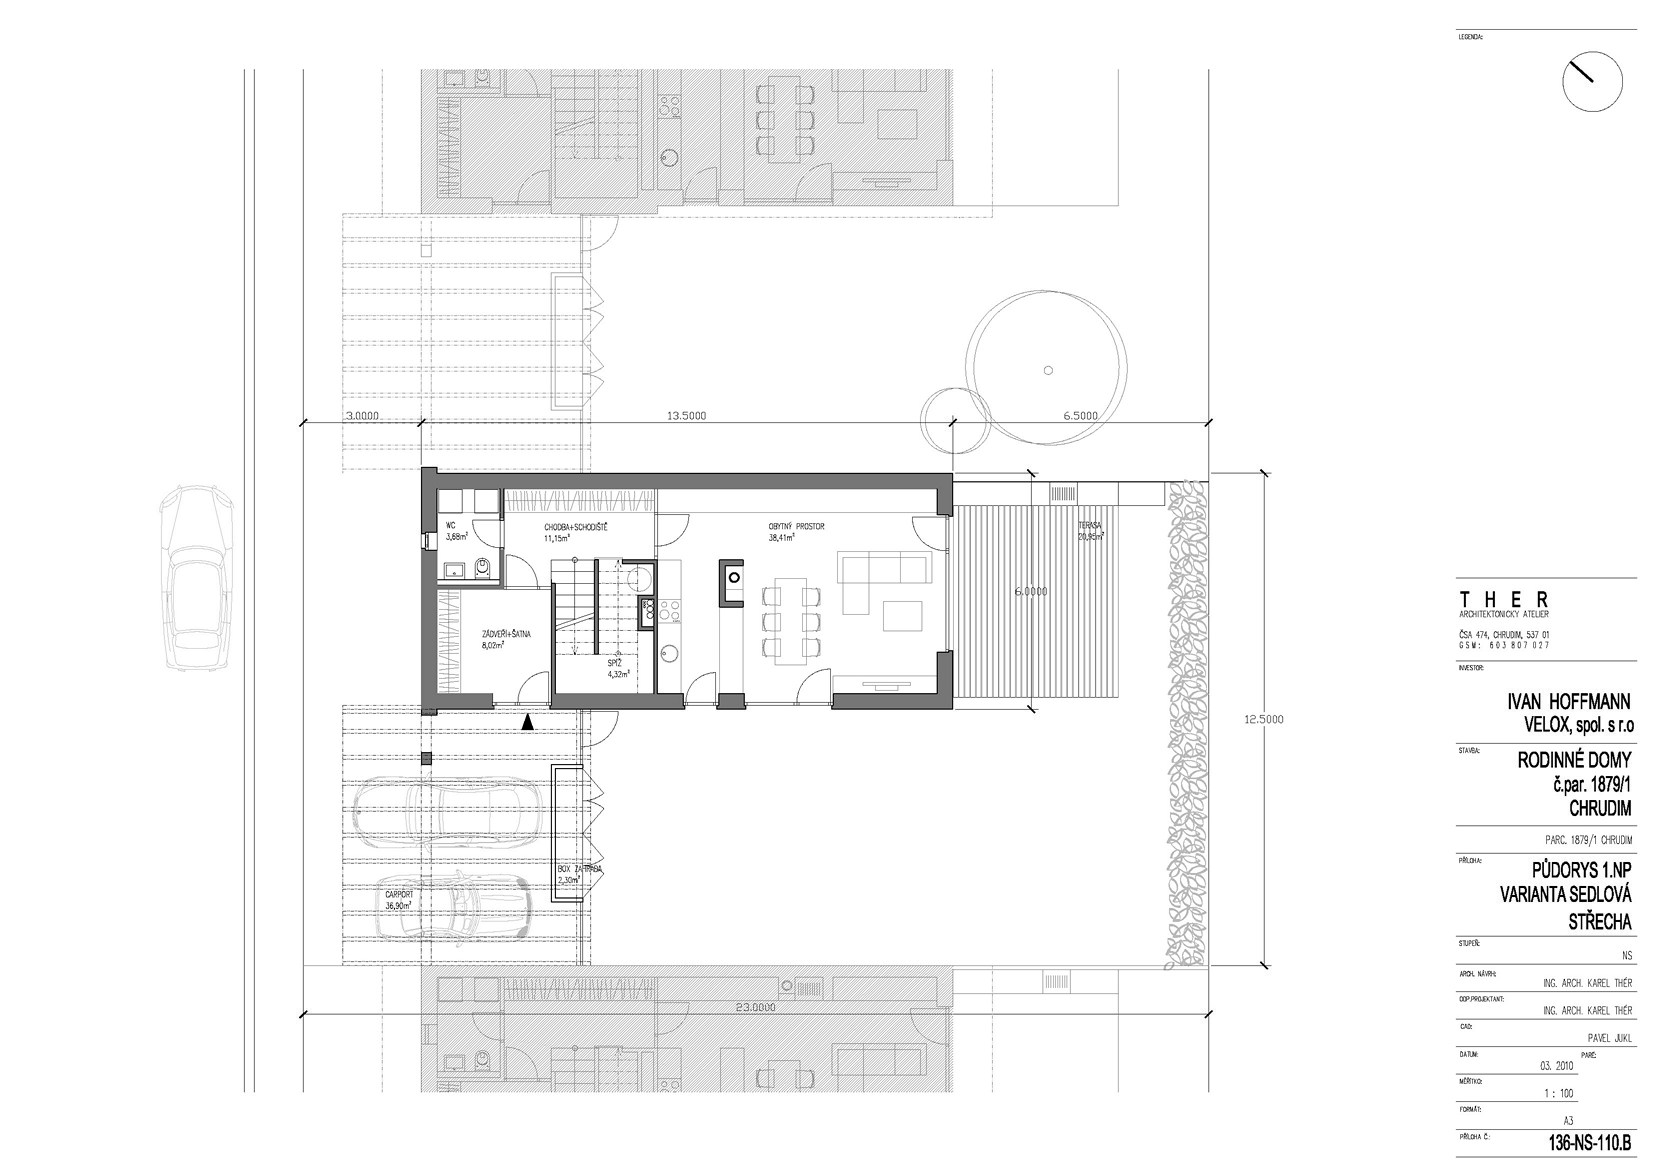 LEGENDA:
3.0000
13.5000
6.5000
WC
3,68m²
CHODBA+SCHODIŠTĚ
11,15m²
OBYTNÝ PROSTOR
38,41m²
TERASA
20,95m²
6.0000
ZÁDVEŘÍ+ŠATNA
8,02m²
SPÍŽ
4,32m²
12.5000
BOX ZAHRADA
2,30m²
CARPORT
36,90m²
23.0000
THER
ARCHITEKTONICKÝ ATELIER
ČSA 474, CHRUDIM, 537 01
GSM: 603 807 027
INVESTOR:
IVAN HOFFMANN
VELOX, spol. s r.o
STAVBA:
RODINNÉ DOMY
č.par. 1879/1
CHRUDIM
PARC. 1879/1 CHRUDIM
PŘÍLOHA:
PŮDORYS 1.NP
VARIANTA SEDLOVÁ
STŘECHA
STUPEŇ:
NS
ARCH. NÁVRH:
ING. ARCH. KAREL THÉR
ODP.PROJEKTANT:
ING. ARCH. KAREL THÉR
CAD:
PAVEL JUKL
DATUM:
PARÉ:
03. 2010
MĚŘÍTKO:
1 : 100
FORMÁT:
A3
PŘÍLOHA Č.:
136-NS-110.B